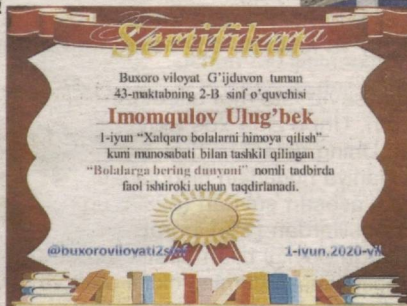 Sertifikat
Buxoro viloyat G'ijduvon tuman
43-maktabning 2-B sinf o'quvchisi
Imomqulov Ulug'bek
1-iyun "Xalqaro bolalarni himoya qilish"
kuni munosabati bilan tashkil qilingan
"Bolalarga bering dunyoni" nomli tadbirda
faol ishtiroki uchun taqdirlanadi.
1-iyun.2020-yil